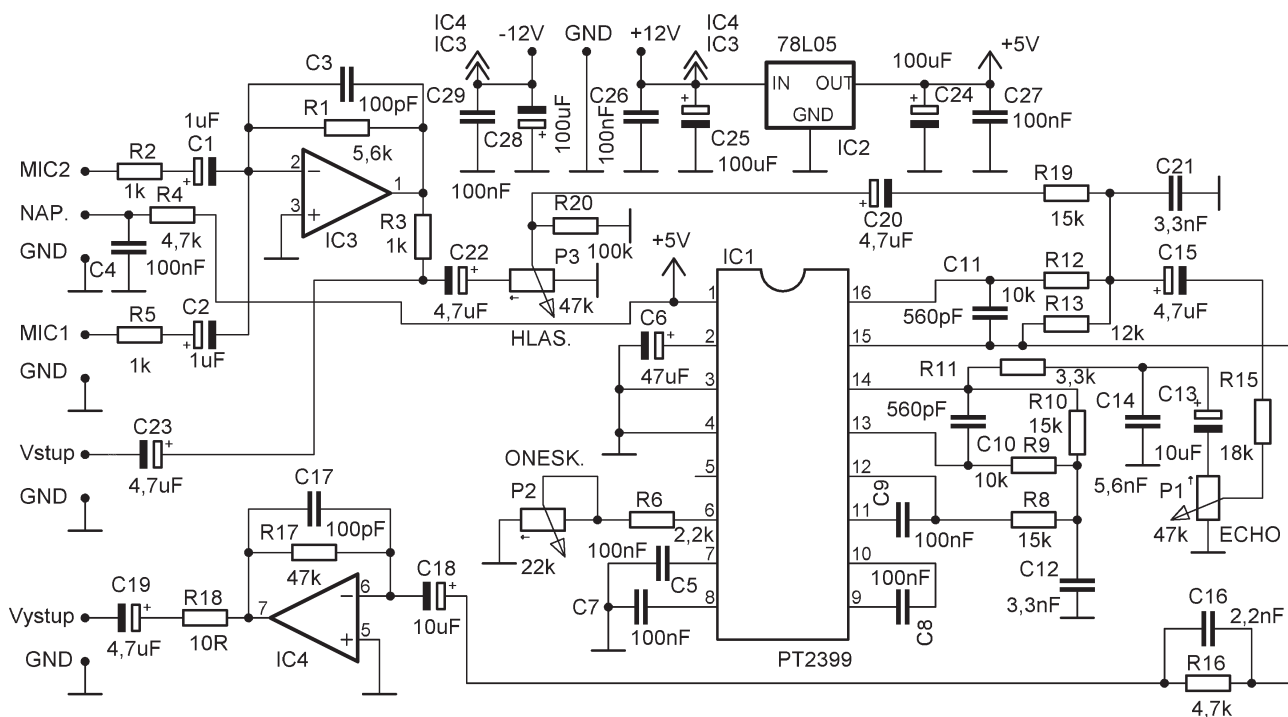 IC4
IC3
-12V
GND
+12V
IC4
IC3
78L05
+5V
C3
100pF
R1
5,6k
C29
100nF
C28
100uF
C26
100nF
C25
100uF
IN
OUT
GND
IC2
100uF
C24
C27
100nF
MIC2
R2
1k
1uF
C1
2
3
1
IC3
NAP.
R4
4,7k
GND
C4
100nF
R3
1k
MIC1
R5
1k
C2
1uF
GND
C22
4,7uF
R20
100k
P3
47k
HLAS.
+5V
C20
4,7uF
R19
15k
C21
3,3nF
C11
560pF
R12
10k
R13
12k
C15
4,7uF
IC1
1
2
3
4
5
6
7
8
16
15
14
13
12
11
10
9
PT2399
C6
47uF
R11
3,3k
560pF
C10
R10
15k
R9
10k
C14
5,6nF
C13
10uF
R15
18k
P1
47k
ECHO
Vstup
C23
4,7uF
GND
ONESK.
P2
22k
R6
2,2k
C9
100nF
R8
15k
C12
3,3nF
100nF
C5
C7
100nF
100nF
C8
C17
100pF
R17
47k
Vystup
C19
4,7uF
R18
10R
7
6
5
IC4
C18
10uF
GND
C16
2,2nF
R16
4,7k